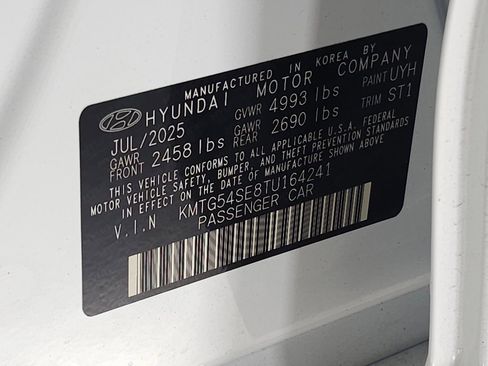 MANUFACTURED IN KOREA BY
HYUNDAI MOTOR COMPANY
JUL/2025 GVWR 4993 lbs PAINT UYH
GAWR FRONT 2458 lbs GAWR REAR 2690 lbs TRIM ST1
THIS VEHICLE CONFORMS TO ALL APPLICABLE U.S.A. FEDERAL
MOTOR VEHICLE SAFETY, BUMPER, AND THEFT PREVENTION STANDARDS
IN EFFECT ON THE DATE OF MANUFACTURE SHOWN ABOVE.
V.I.N KMTG54SE8TU164241
PASSENGER CAR